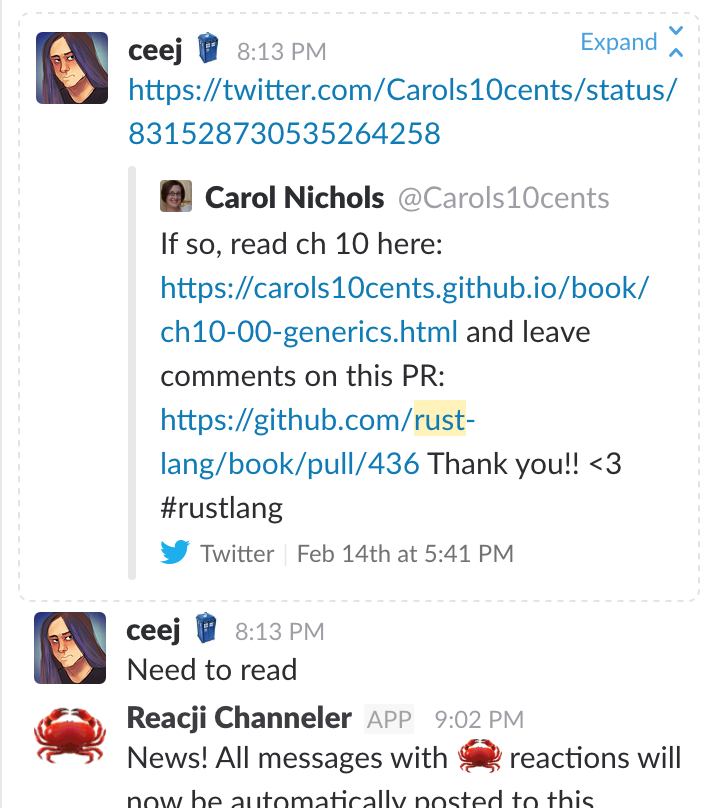 ceej 8:13 PM Expand
https://twitter.com/Carols10cents/status/
831528730535264258
Carol Nichols @Carols10cents
If so, read ch 10 here:
https://carols10cents.github.io/book/
ch10-00-generics.html and leave
comments on this PR:
https://github.com/rust-
lang/book/pull/436 Thank you!! <3
#rustlang
Twitter | Feb 14th at 5:41 PM
ceej 8:13 PM
Need to read
Reacji Channeler APP 9:02 PM
News! All messages with 🦀 reactions will
now be automatically posted to this